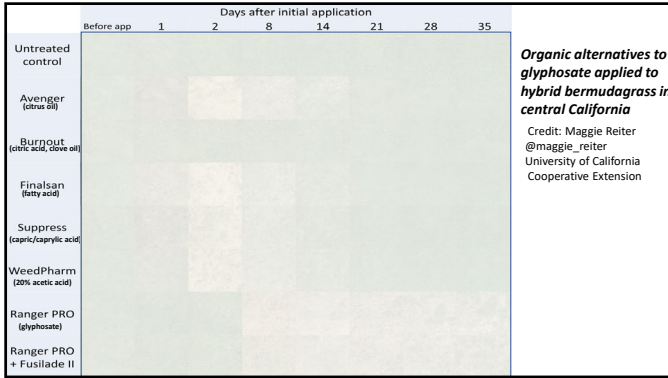 Days after initial application
Before app 1 2 8 14 21 28 35
Untreated
control
Avenger
(citrus oil)
Burnout
(citric acid, clove oil)
Finalsan
(fatty acid)
Suppress
(capric/caprylic acid)
WeedPharm
(20% acetic acid)
Ranger PRO
(glyphosate)
Ranger PRO
+ Fusilade II
Organic alternatives to
glyphosate applied to
hybrid bermudagrass in
central California
Credit: Maggie Reiter
@maggie_reiter
University of California
Cooperative Extension